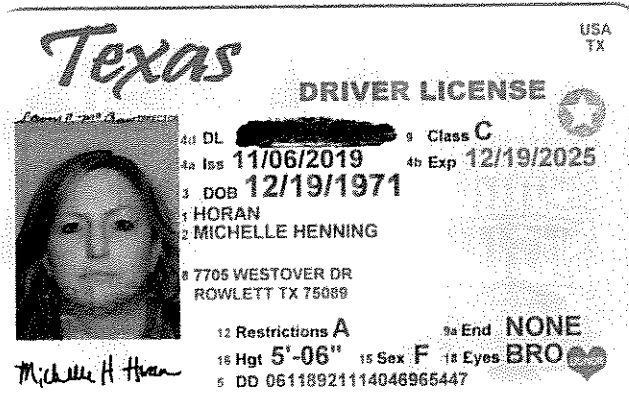 USA
TX
Texas
DRIVER LICENSE
4d DL
9 Class C
4a Iss 11/06/2019 4b Exp 12/19/2025
3 DOB 12/19/1971
1 HORAN
2 MICHELLE HENNING
8 7705 WESTOVER DR
ROWLETT TX 75089
12 Restrictions A 9a End NONE
16 Hgt 5'-06" 15 Sex F 18 Eyes BRO
5 DD 06118921114046965447
Michelle H Horan